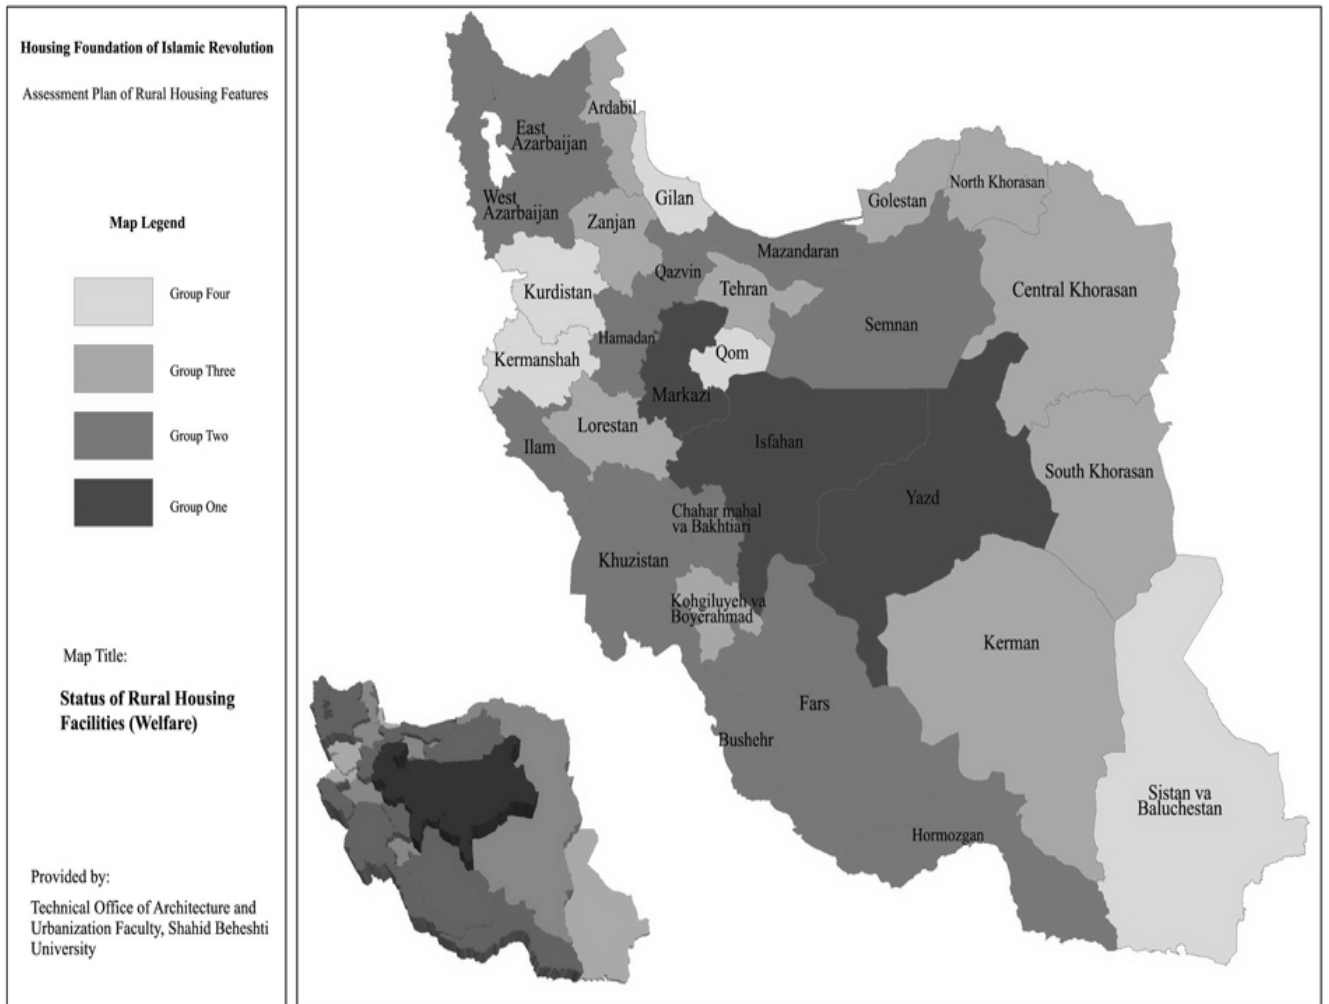 Housing Foundation of Islamic Revolution
Assessment Plan of Rural Housing Features
Map Legend
Group Four
Group Three
Group Two
Group One
Map Title:
Status of Rural Housing
Facilities (Welfare)
Provided by:
Technical Office of Architecture and
Urbanization Faculty, Shahid Beheshti
University
Ardabil
East
Azarbaijan
West
Azarbaijan
Gilan
Zanjan
Golestan
North Khorasan
Mazandaran
Qazvin
Tehran
Central Khorasan
Kurdistan
Semnan
Hamadan
Qom
Kermanshah
Markazi
Lorestan
Isfahan
Ilam
South Khorasan
Yazd
Chahar mahal
va Bakhtiari
Khuzistan
Kohgiluyeh va
Boyerahmad
Kerman
Fars
Bushehr
Sistan va
Baluchestan
Hormozgan